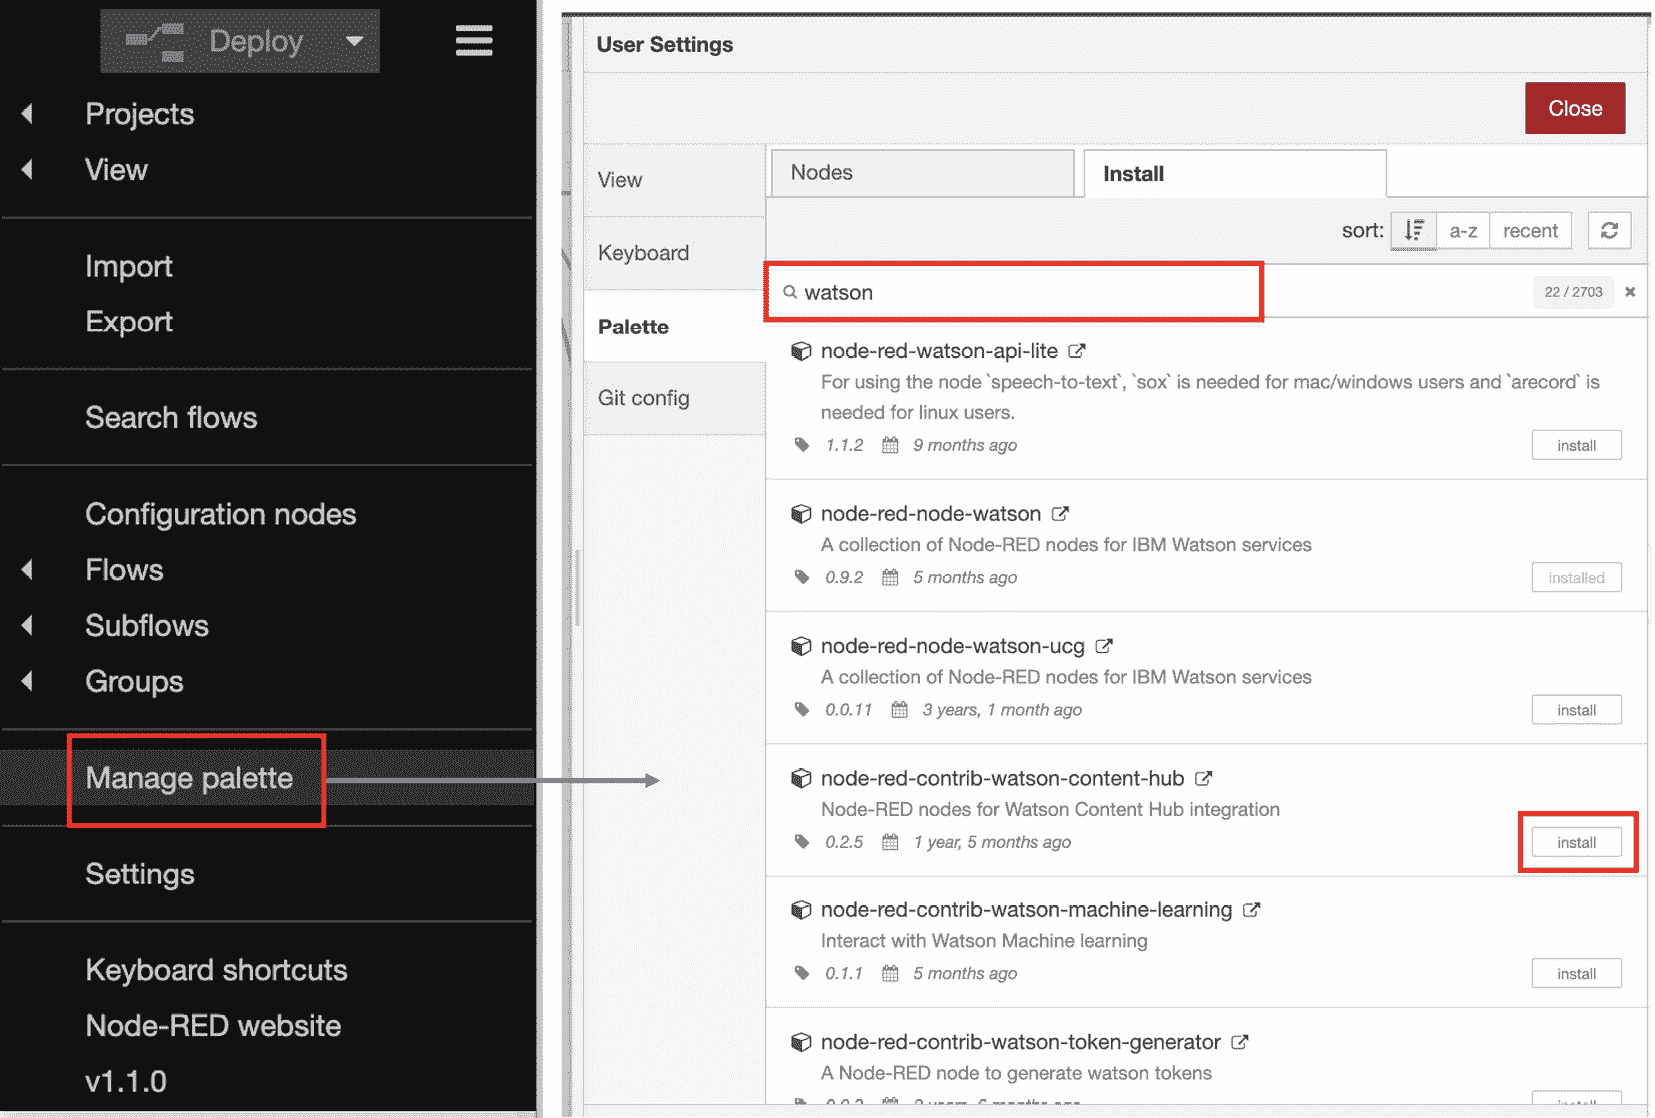 Deploy
Projects
View
Import
Export
Search flows
Configuration nodes
Flows
Subflows
Groups
Manage palette
Settings
Keyboard shortcuts
Node-RED website
v1.1.0
User Settings
Close
View
Keyboard
Palette
Git config
Nodes
Install
sort: a-z recent
watson
22 / 2703
node-red-watson-api-lite
For using the node `speech-to-text`, `sox` is needed for mac/windows users and `arecord` is
needed for linux users.
1.1.2 9 months ago
install
node-red-node-watson
A collection of Node-RED nodes for IBM Watson services
0.9.2 5 months ago
installed
node-red-node-watson-ucg
A collection of Node-RED nodes for IBM Watson services
0.0.11 3 years, 1 month ago
install
node-red-contrib-watson-content-hub
Node-RED nodes for Watson Content Hub integration
0.2.5 1 year, 5 months ago
install
node-red-contrib-watson-machine-learning
Interact with Watson Machine learning
0.1.1 5 months ago
install
node-red-contrib-watson-token-generator
A Node-RED node to generate watson tokens